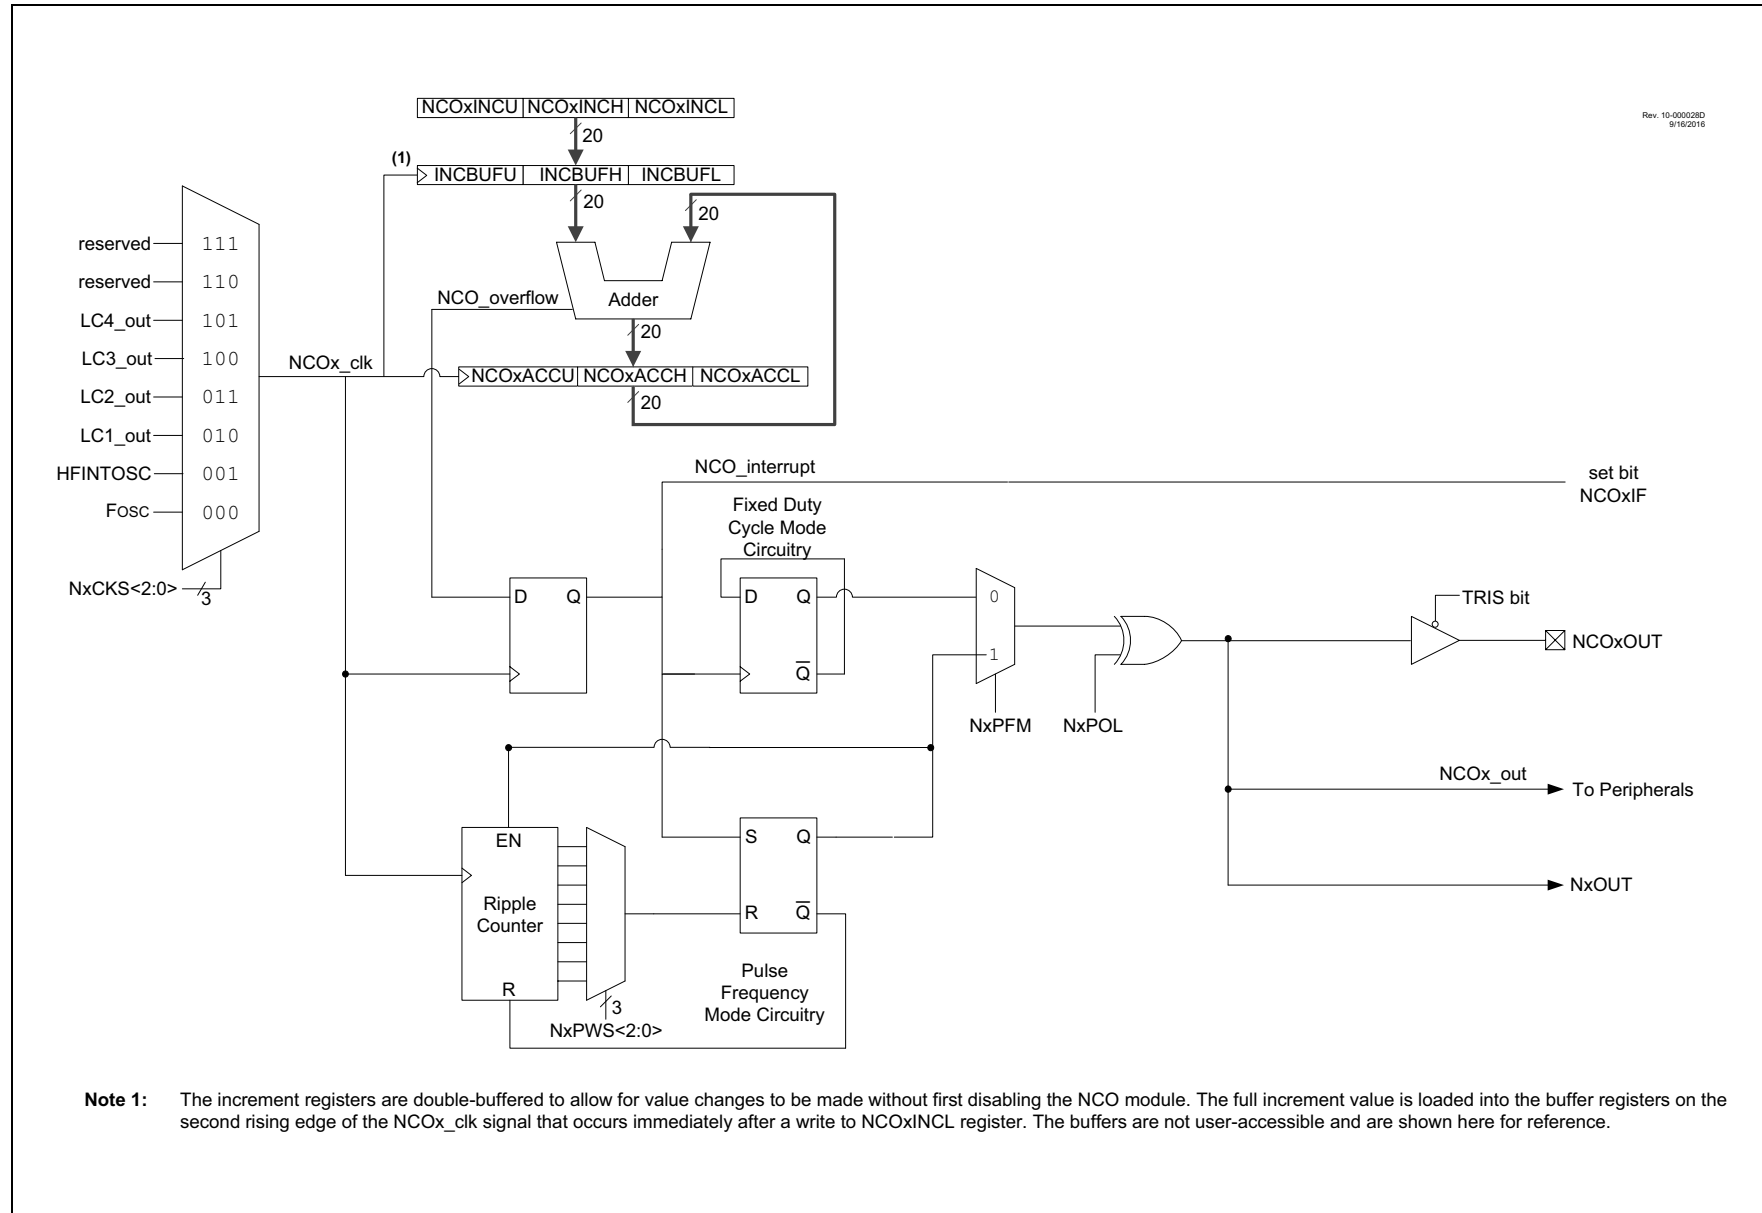 Rev. 10-000028D
9/16/2016
NCOxINCU NCOxINCH NCOxINCL
20
(1)
INCBUFU INCBUFH INCBUFL
20
20
Adder
NCO_overflow
20
NCOx_clk
NCOxACCU NCOxACCH NCOxACCL
20
reserved 111
reserved 110
LC4_out 101
LC3_out 100
LC2_out 011
LC1_out 010
HFINTOSC 001
FOSC 000
NxCKS<2:0> 3
NCO_interrupt
set bit
NCOxIF
Fixed Duty
Cycle Mode
Circuitry
D Q
D Q
Q
0
1
NxPFM
NxPOL
TRIS bit
NCOxOUT
NCOx_out
To Peripherals
NxOUT
EN
Ripple
Counter
R
3
NxPWS<2:0>
S Q
R Q
Pulse
Frequency
Mode Circuitry
Note 1: The increment registers are double-buffered to allow for value changes to be made without first disabling the NCO module. The full increment value is loaded into the buffer registers on the
second rising edge of the NCOx_clk signal that occurs immediately after a write to NCOxINCL register. The buffers are not user-accessible and are shown here for reference.